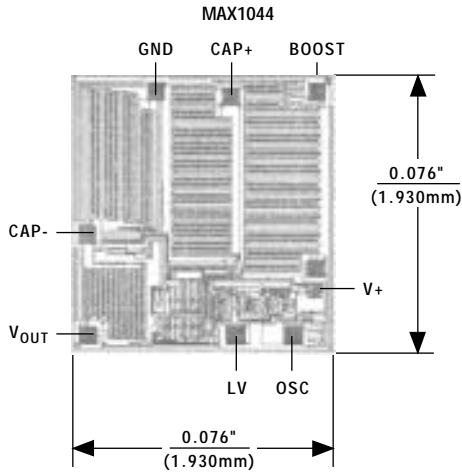 MAX1044
GND CAP+ BOOST
0.076"
(1.930mm)
CAP-
V+
VOUT
LV OSC
0.076"
(1.930mm)